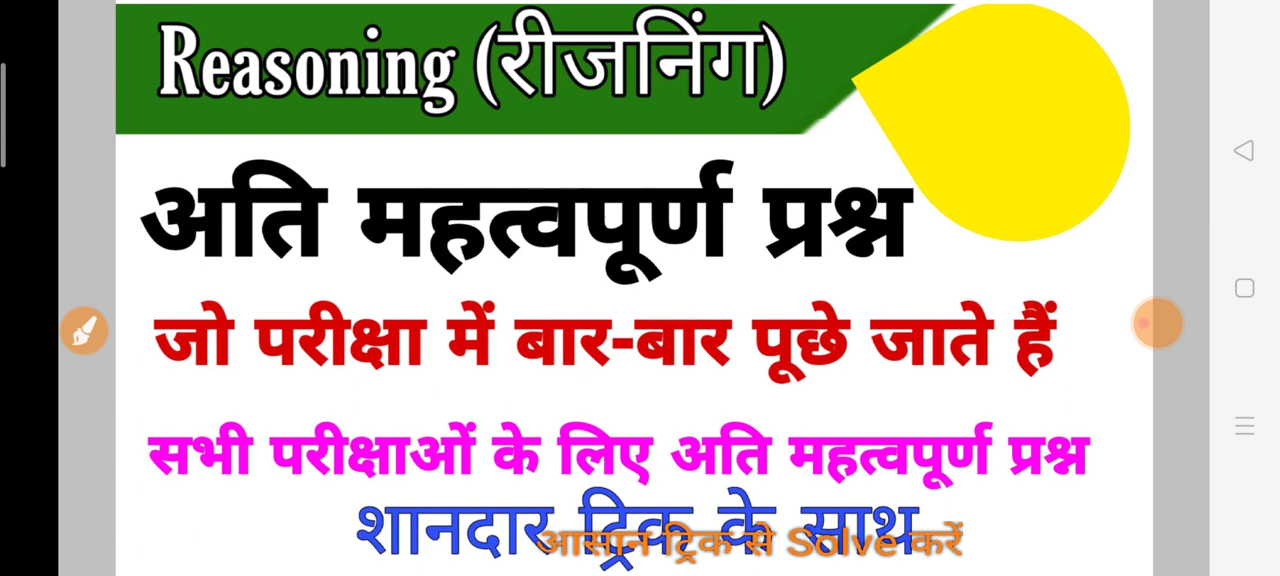 Reasoning (रीजनिंग)
अति महत्वपूर्ण प्रश्न
जो परीक्षा में बार-बार पूछे जाते हैं
सभी परीक्षाओं के लिए अति महत्वपूर्ण प्रश्न
शानदार ट्रिक के साथ
आसान ट्रिक से Solve करें